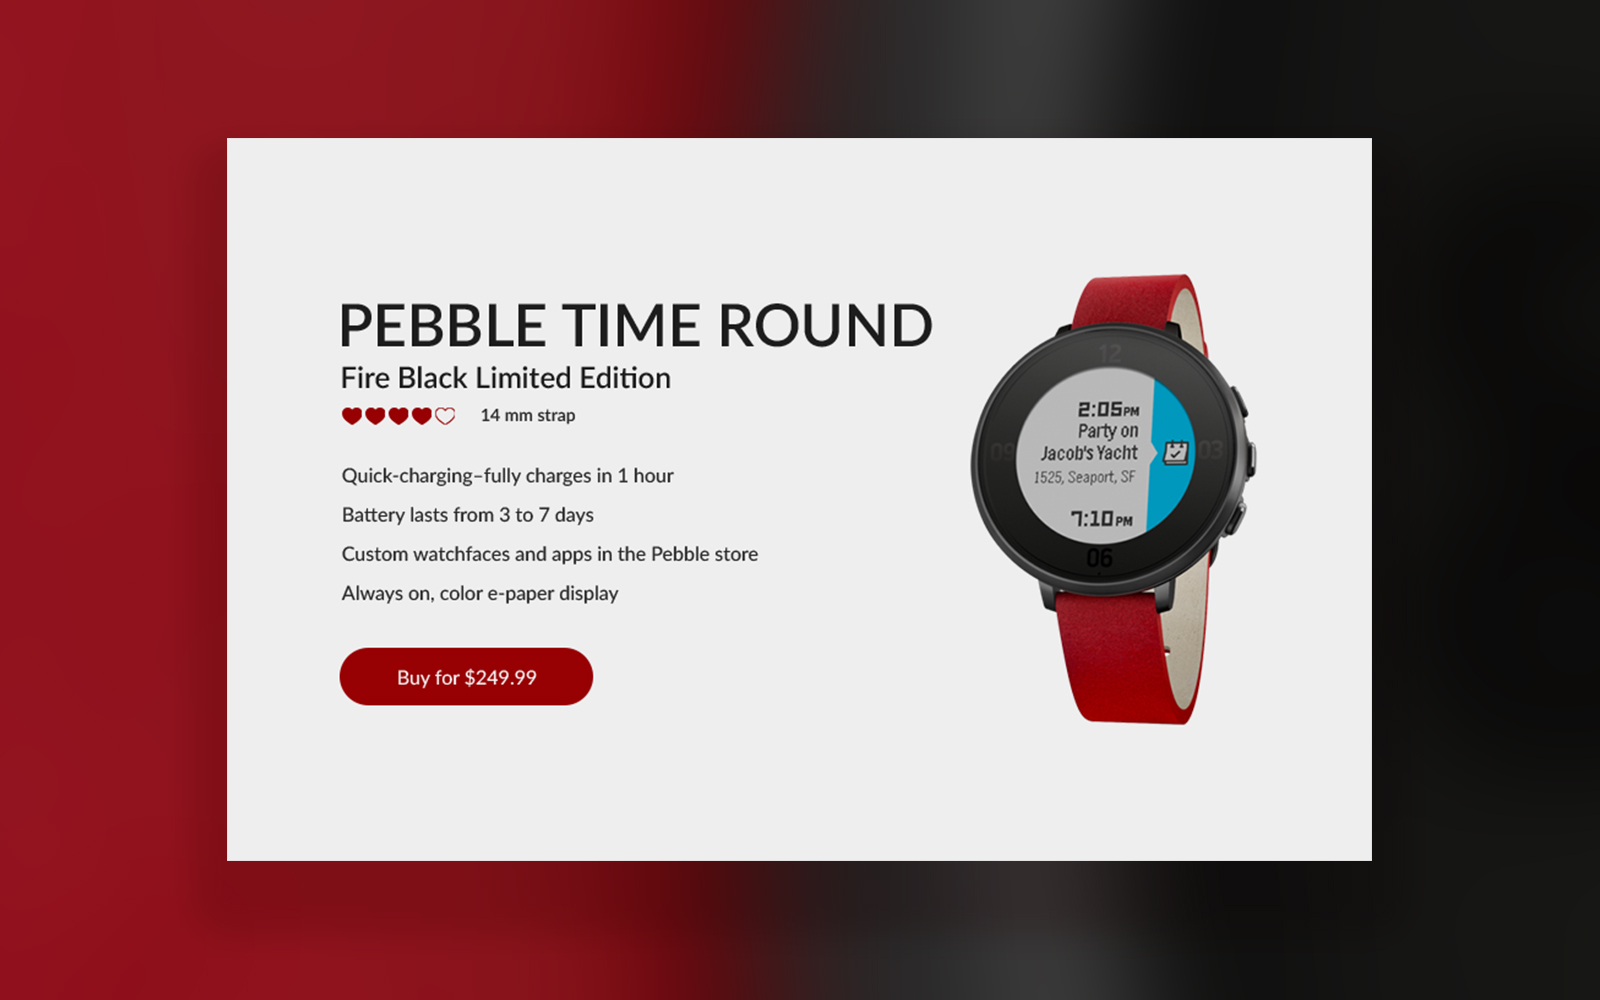 PEBBLE TIME ROUND
Fire Black Limited Edition
14 mm strap
Quick-charging–fully charges in 1 hour
Battery lasts from 3 to 7 days
Custom watchfaces and apps in the Pebble store
Always on, color e-paper display
Buy for $249.99
12
2:05PM
Party on
Jacob's Yacht
09
03
1525, Seaport, SF
7:10PM
06